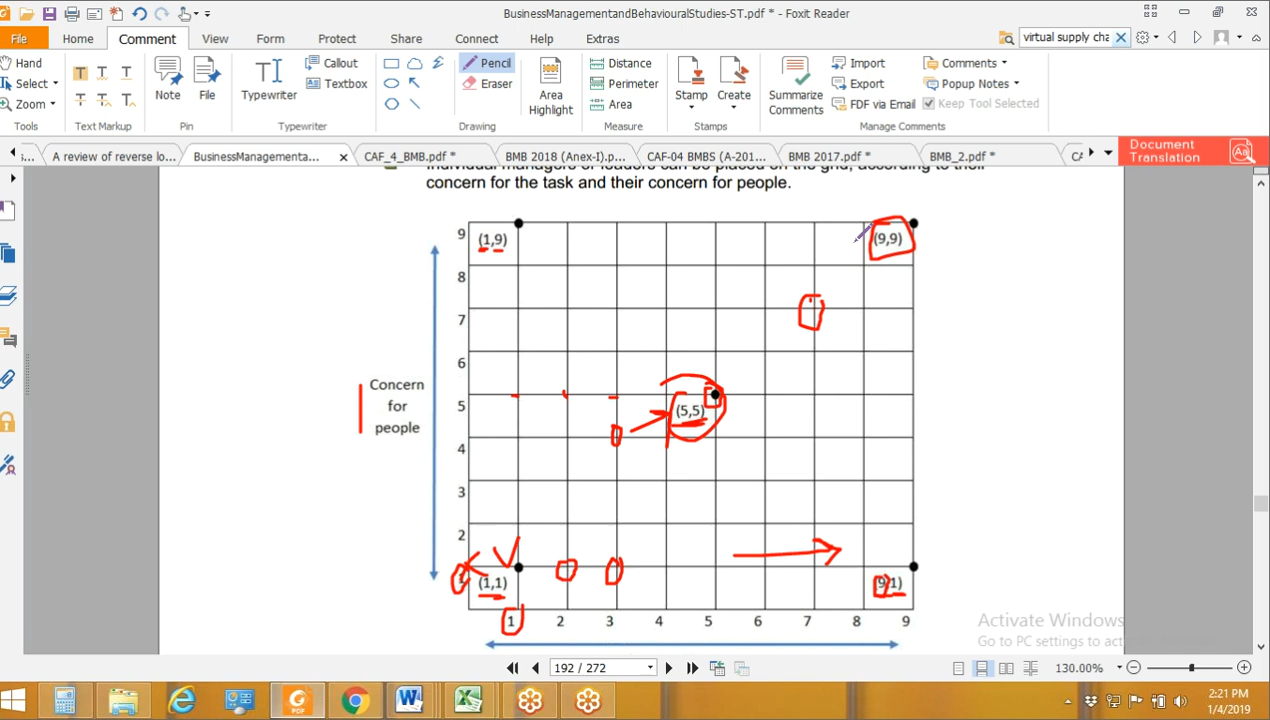 BusinessManagementandBehaviouralStudies-ST.pdf * - Foxit Reader
File Home Comment View Form Protect Share Connect Help Extras virtual supply cha
Hand Callout Pencil Distance Import Comments
Select Textbox Eraser Perimeter Export Popup Notes
Zoom Note File Typewriter Area Highlight Area Stamp Create Summarize Comments FDF via Email Keep Tool Selected
Tools Text Markup Pin Typewriter Drawing Measure Stamps Manage Comments
s... A review of reverse lo... BusinessManagementa... CAF_4_BMB.pdf * BMB 2018 (Anex-I).p... CAF-04 BMBS (A-201... BMB 2017.pdf * BMB_2.pdf * CA
Document Translation
concern for the task and their concern for people.
9 (1,9) (9,9)
8
7
6
5 (5,5)
Concern
for
people
4
3
2
1 (1,1) (9,1)
1 2 3 4 5 6 7 8 9
Activate Windows
Go to PC settings to act
192 / 272 130.00%
2:21 PM
1/4/2019